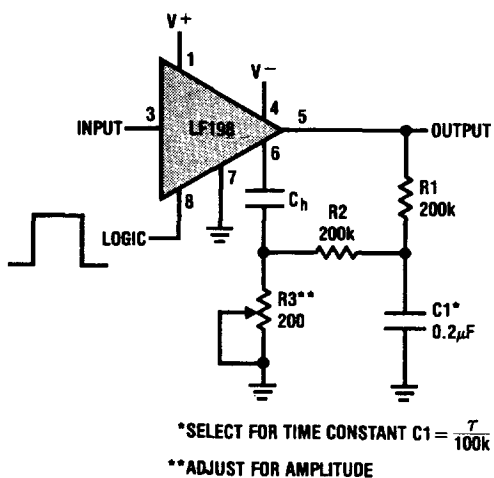 V+
1
V−
4
3
INPUT
LF198
5
OUTPUT
6
7
8
LOGIC
Ch
R1
200k
R2
200k
R3**
200
C1*
0.2µF
*SELECT FOR TIME CONSTANT C1 = τ/100k
**ADJUST FOR AMPLITUDE